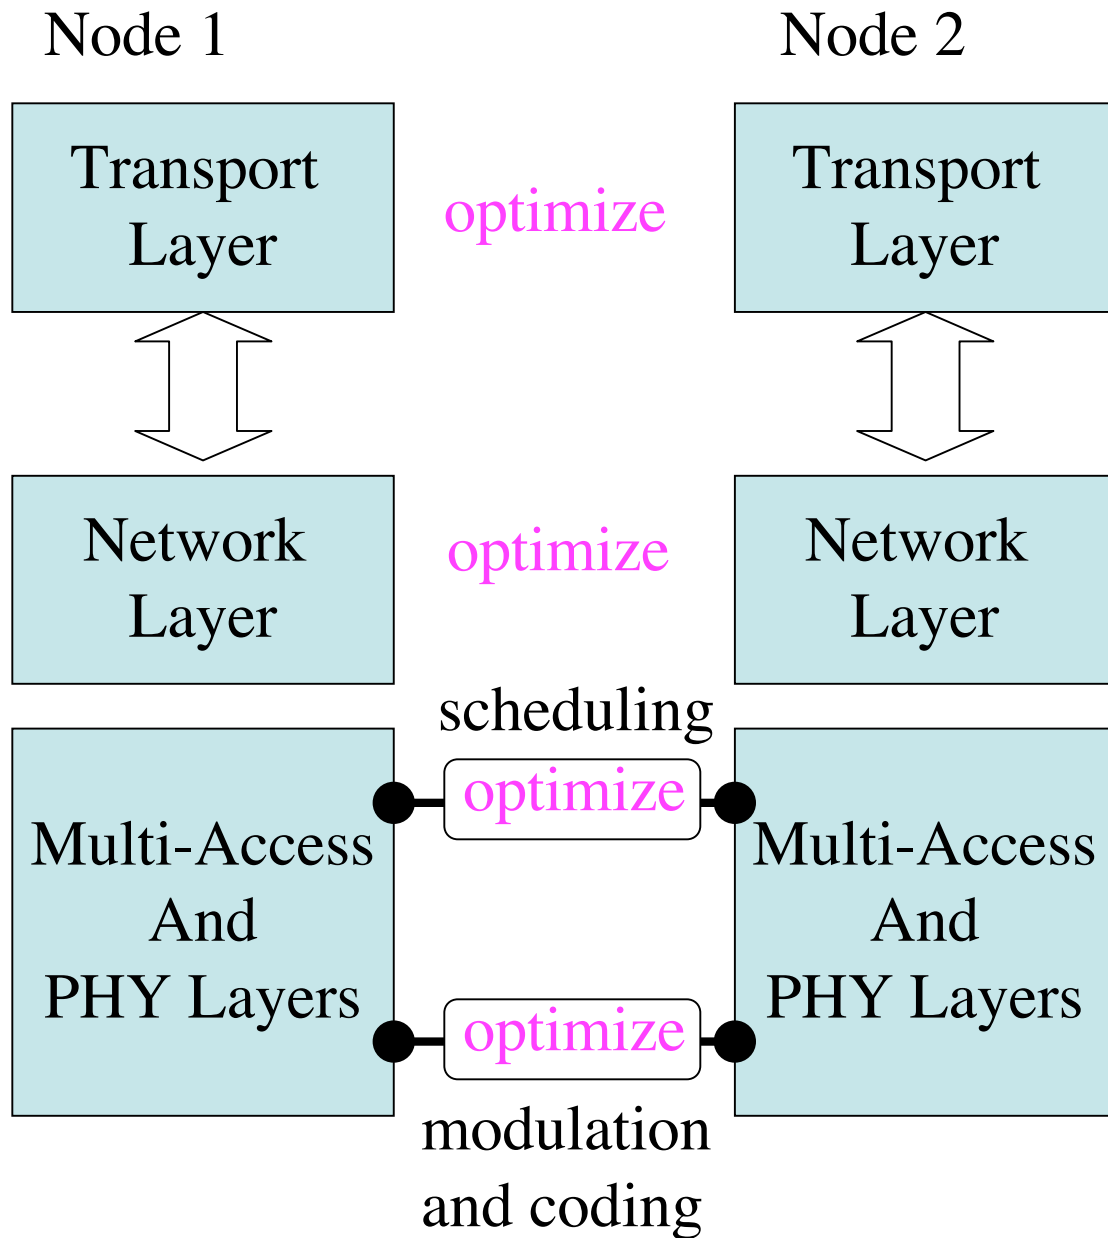 Node 1
Node 2
Transport
Layer
optimize
Transport
Layer
Network
Layer
optimize
Network
Layer
scheduling
optimize
Multi-Access
And
PHY Layers
Multi-Access
And
PHY Layers
optimize
modulation
and coding